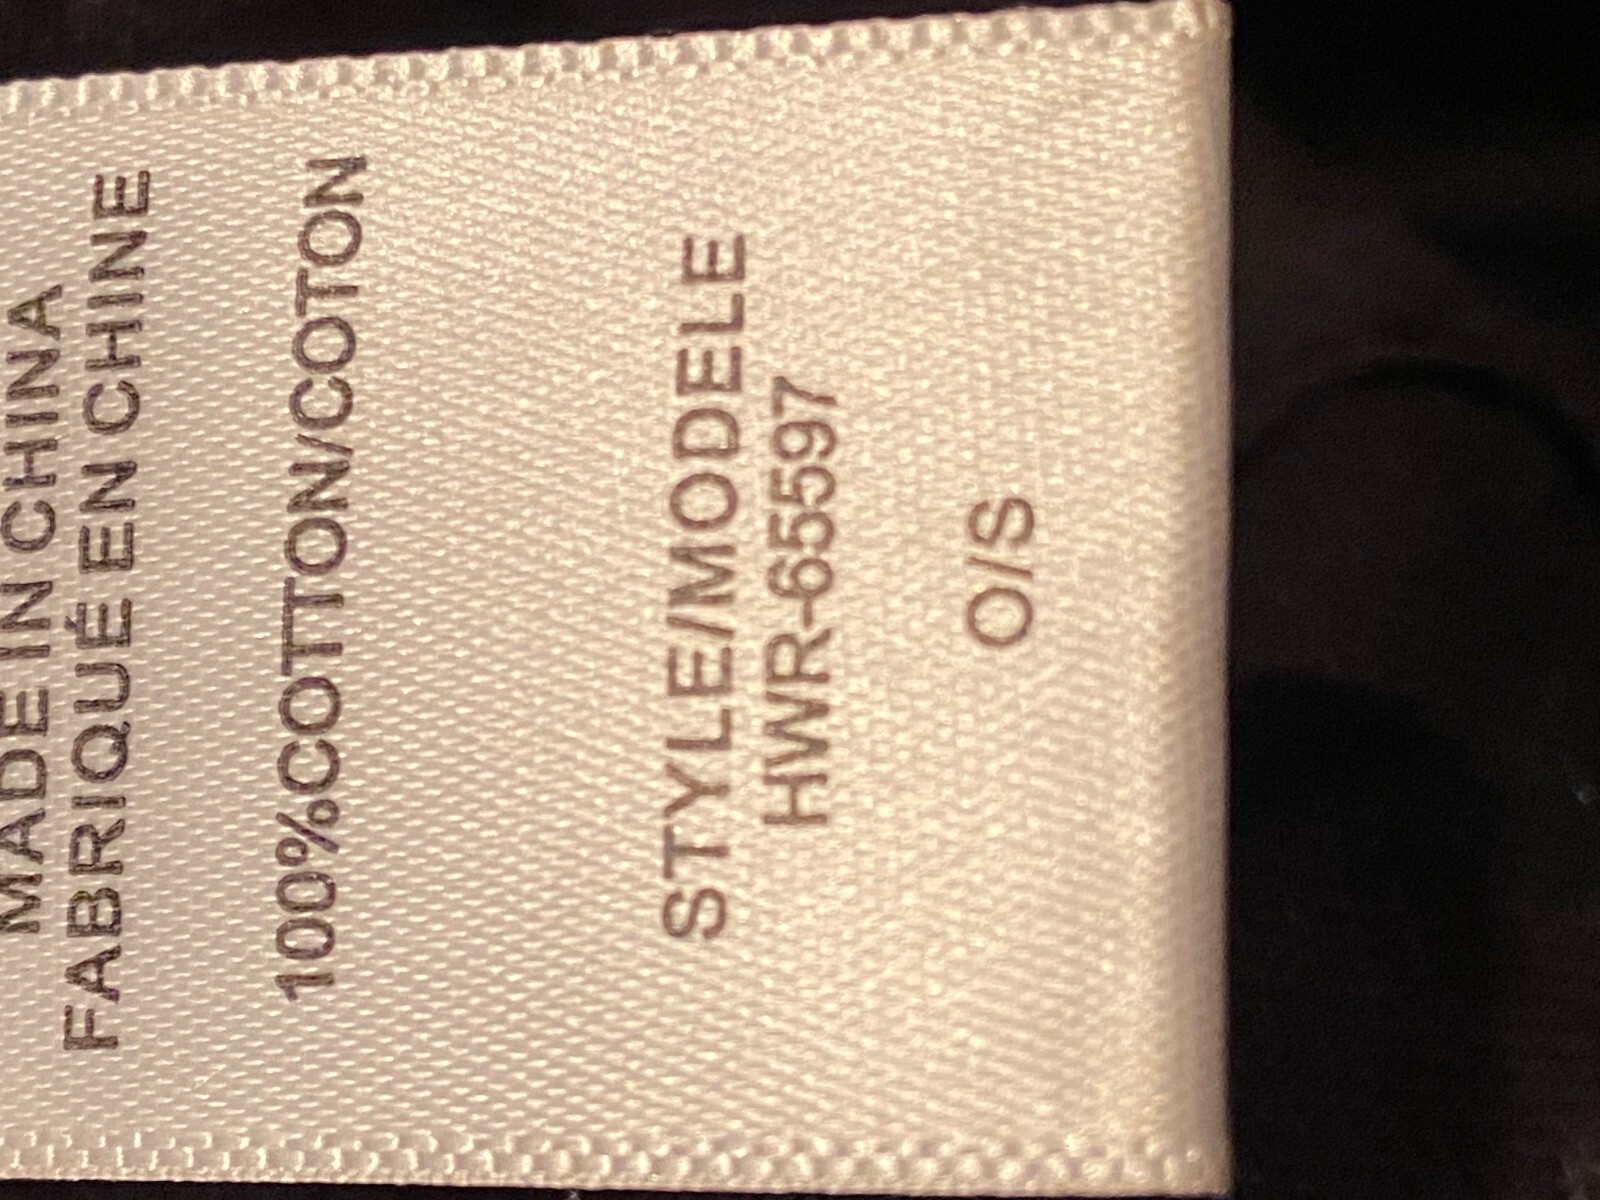 MADE IN CHINA
FABRIQUÉ EN CHINE
100%COTTON/COTON
STYLE/MODELE
HWR-65597
O/S